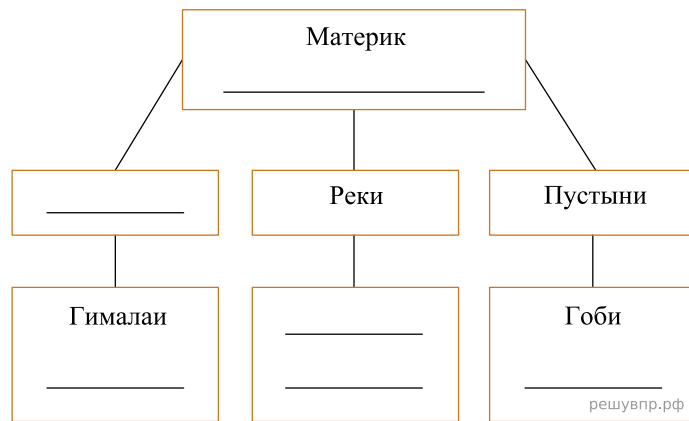 Материк
Реки
Пустыни
Гималаи
Гоби
решувпр.рф